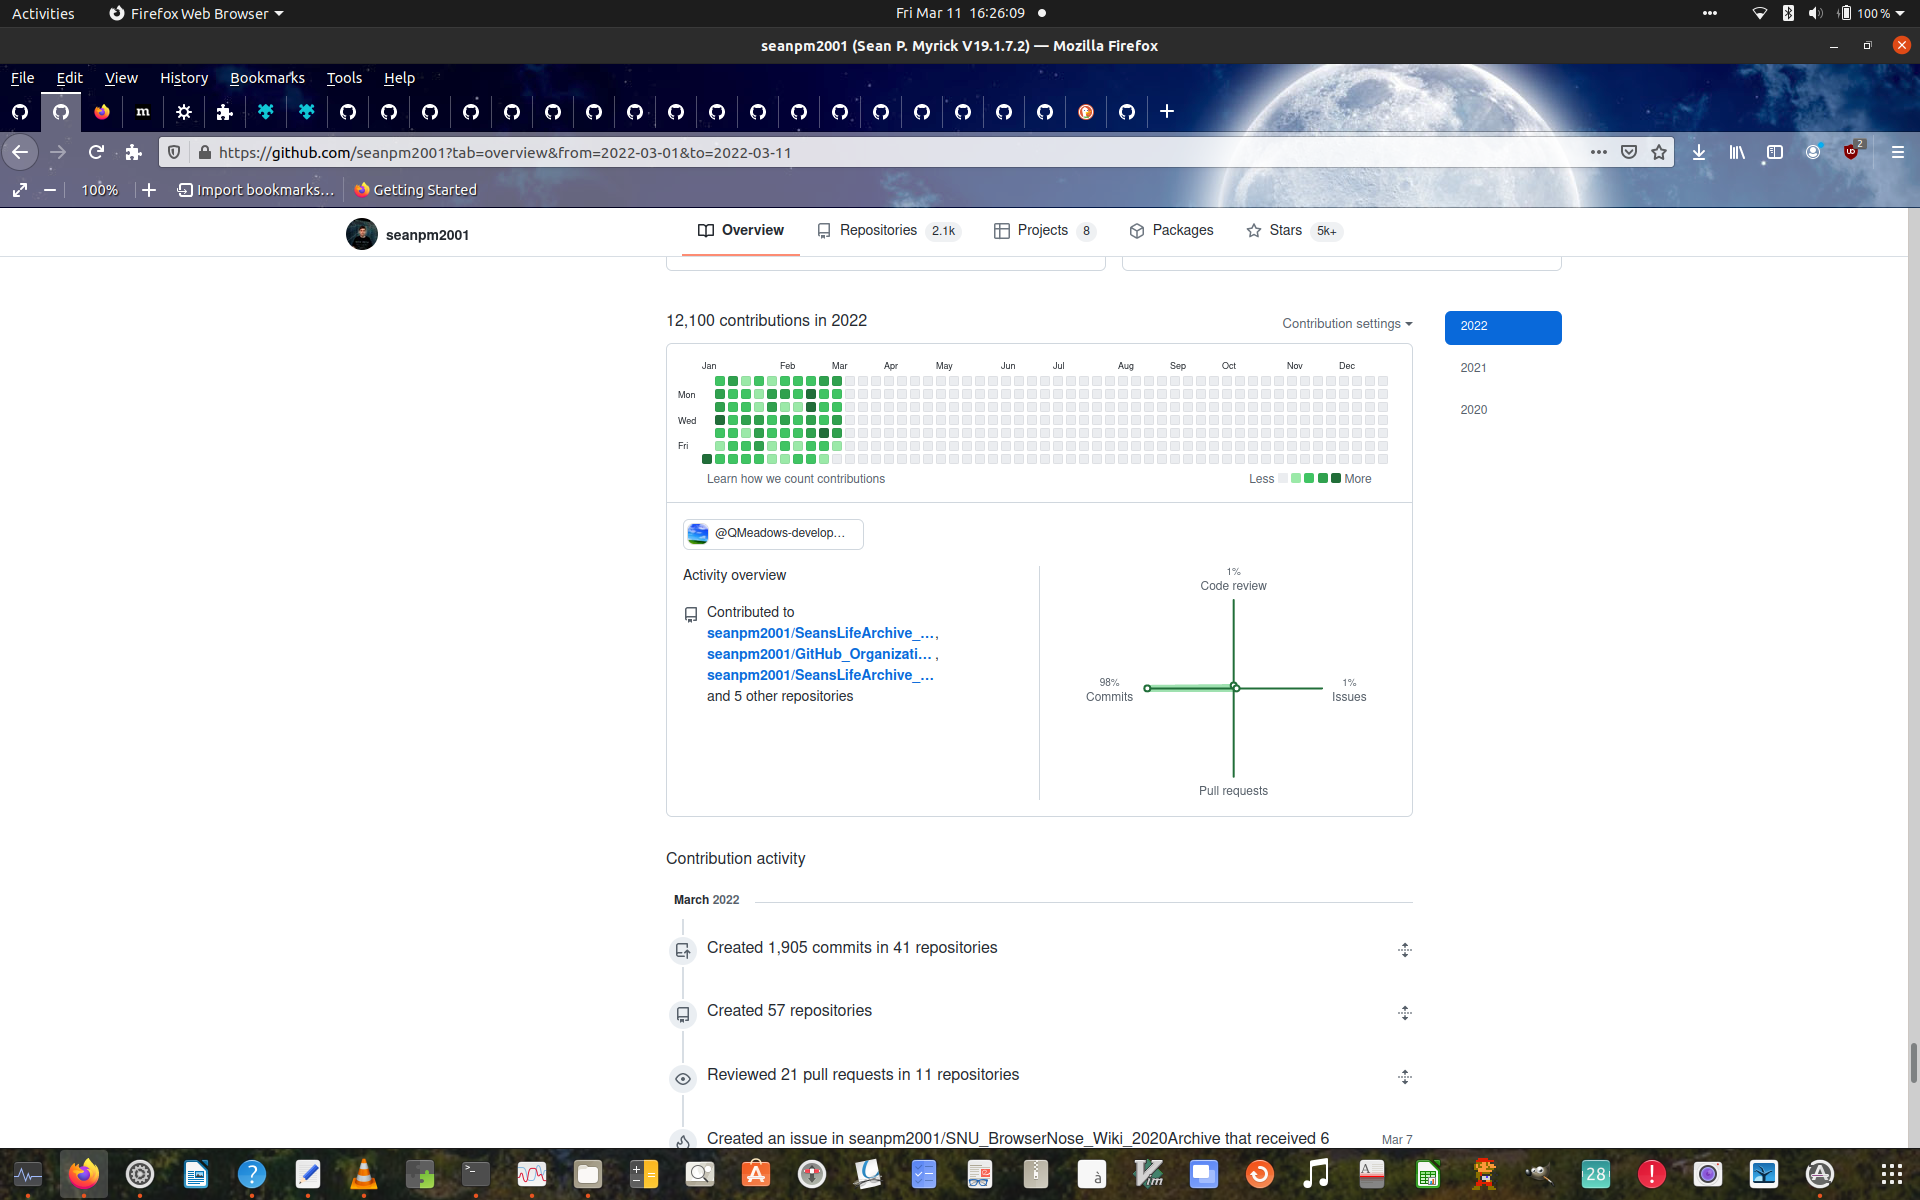 Activities
Firefox Web Browser
Fri Mar 11 16:26:09
100 %
seanpm2001 (Sean P. Myrick V19.1.7.2) — Mozilla Firefox
File Edit View History Bookmarks Tools Help
m
https://github.com/seanpm2001?tab=overview&from=2022-03-01&to=2022-03-11
2
100%
Import bookmarks…
Getting Started
seanpm2001
Overview
Repositories 2.1k
Projects 8
Packages
Stars 5k+
12,100 contributions in 2022
Contribution settings
2022
2021
2020
Jan Feb Mar Apr May Jun Jul Aug Sep Oct Nov Dec
Mon
Wed
Fri
Learn how we count contributions
Less More
@QMeadows-develop…
Activity overview
Contributed to
seanpm2001/SeansLifeArchive_… ,
seanpm2001/GitHub_Organizati… ,
seanpm2001/SeansLifeArchive_…
and 5 other repositories
1%
Code review
98%
Commits
1%
Issues
Pull requests
Contribution activity
March 2022
Created 1,905 commits in 41 repositories
Created 57 repositories
Reviewed 21 pull requests in 11 repositories
Created an issue in seanpm2001/SNU_BrowserNose_Wiki_2020Archive that received 6
Mar 7
28